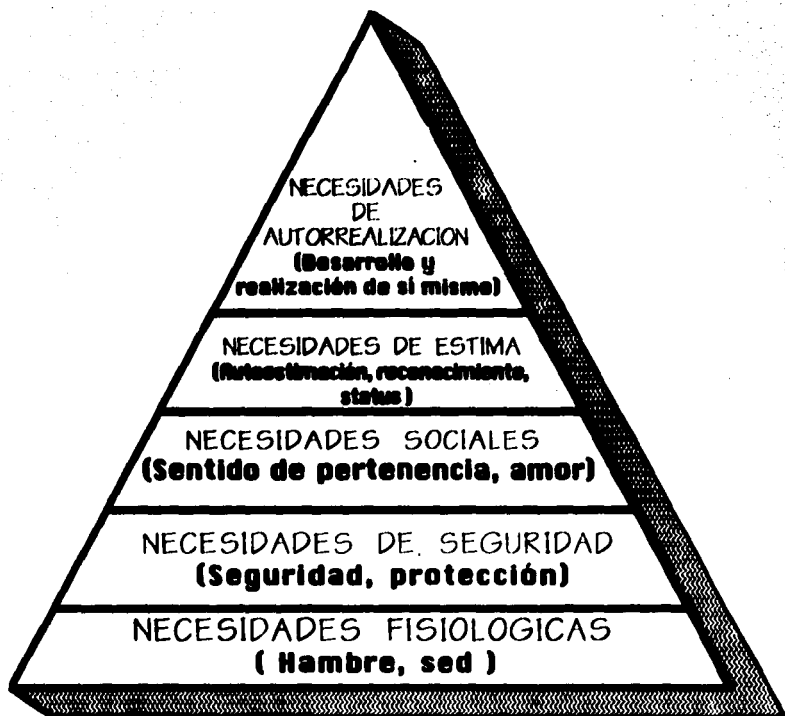 NECESIDADES
DE
AUTORREALIZACION
(Desarrollo y
realización de sí mismo)
NECESIDADES DE ESTIMA
(Autoestimación, reconocimiento,
status)
NECESIDADES SOCIALES
(Sentido de pertenencia, amor)
NECESIDADES DE SEGURIDAD
(Seguridad, protección)
NECESIDADES FISIOLOGICAS
( Hambre, sed )